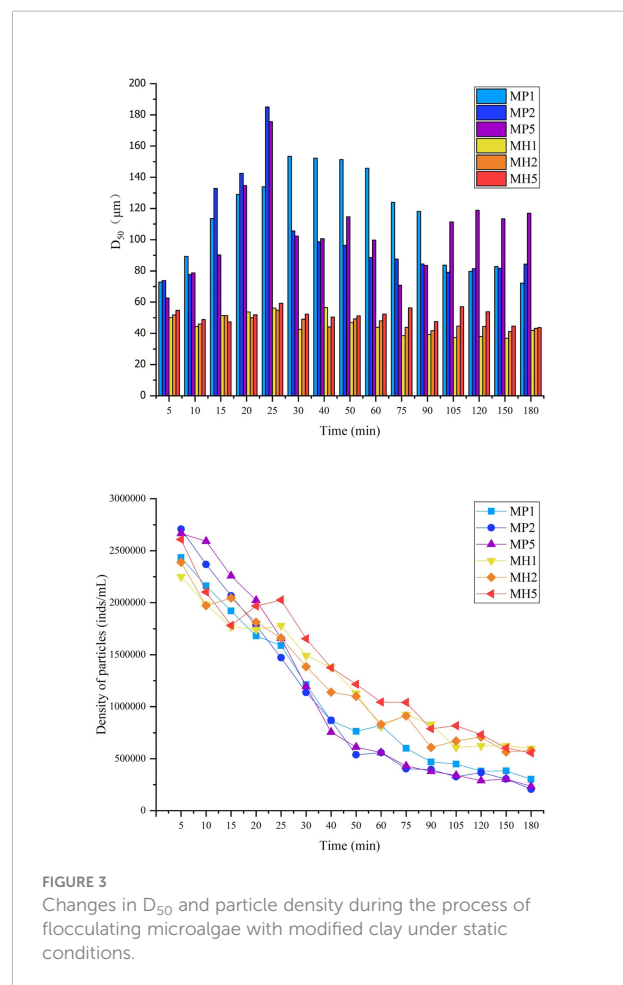 200
180
160
140
120
100
80
60
40
20
0
D50 (μm)
MP1
MP2
MP5
MH1
MH2
MH5
5 10 15 20 25 30 40 50 60 75 90 105 120 150 180
Time (min)
3000000
2500000
2000000
1500000
1000000
500000
0
Density of particles (inds/mL)
MP1
MP2
MP5
MH1
MH2
MH5
5 10 15 20 25 30 40 50 60 75 90 105 120 150 180
Time (min)
FIGURE 3
Changes in D50 and particle density during the process of
flocculating microalgae with modified clay under static
conditions.